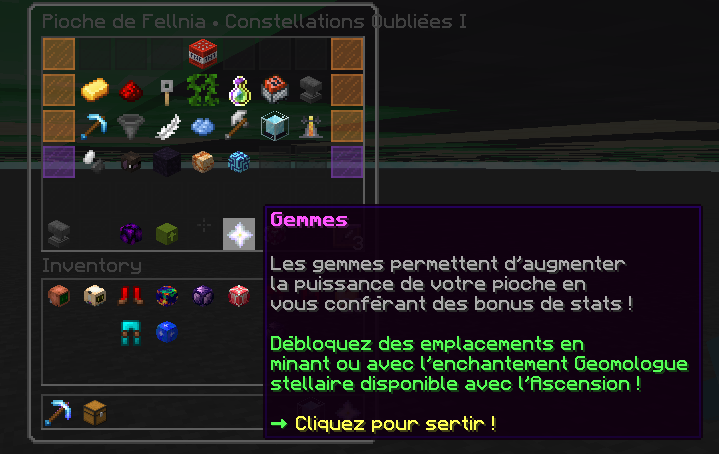 Pioche de Fellnia • Constellations Oubliées I
Gemmes
Les gemmes permettent d'augmenter
la puissance de votre pioche en
vous conférant des bonus de stats !
Débloquez des emplacements en
minant ou avec l'enchantement Geomologue
stellaire disponible avec l'Ascension !
→ Cliquez pour sertir !
Inventory